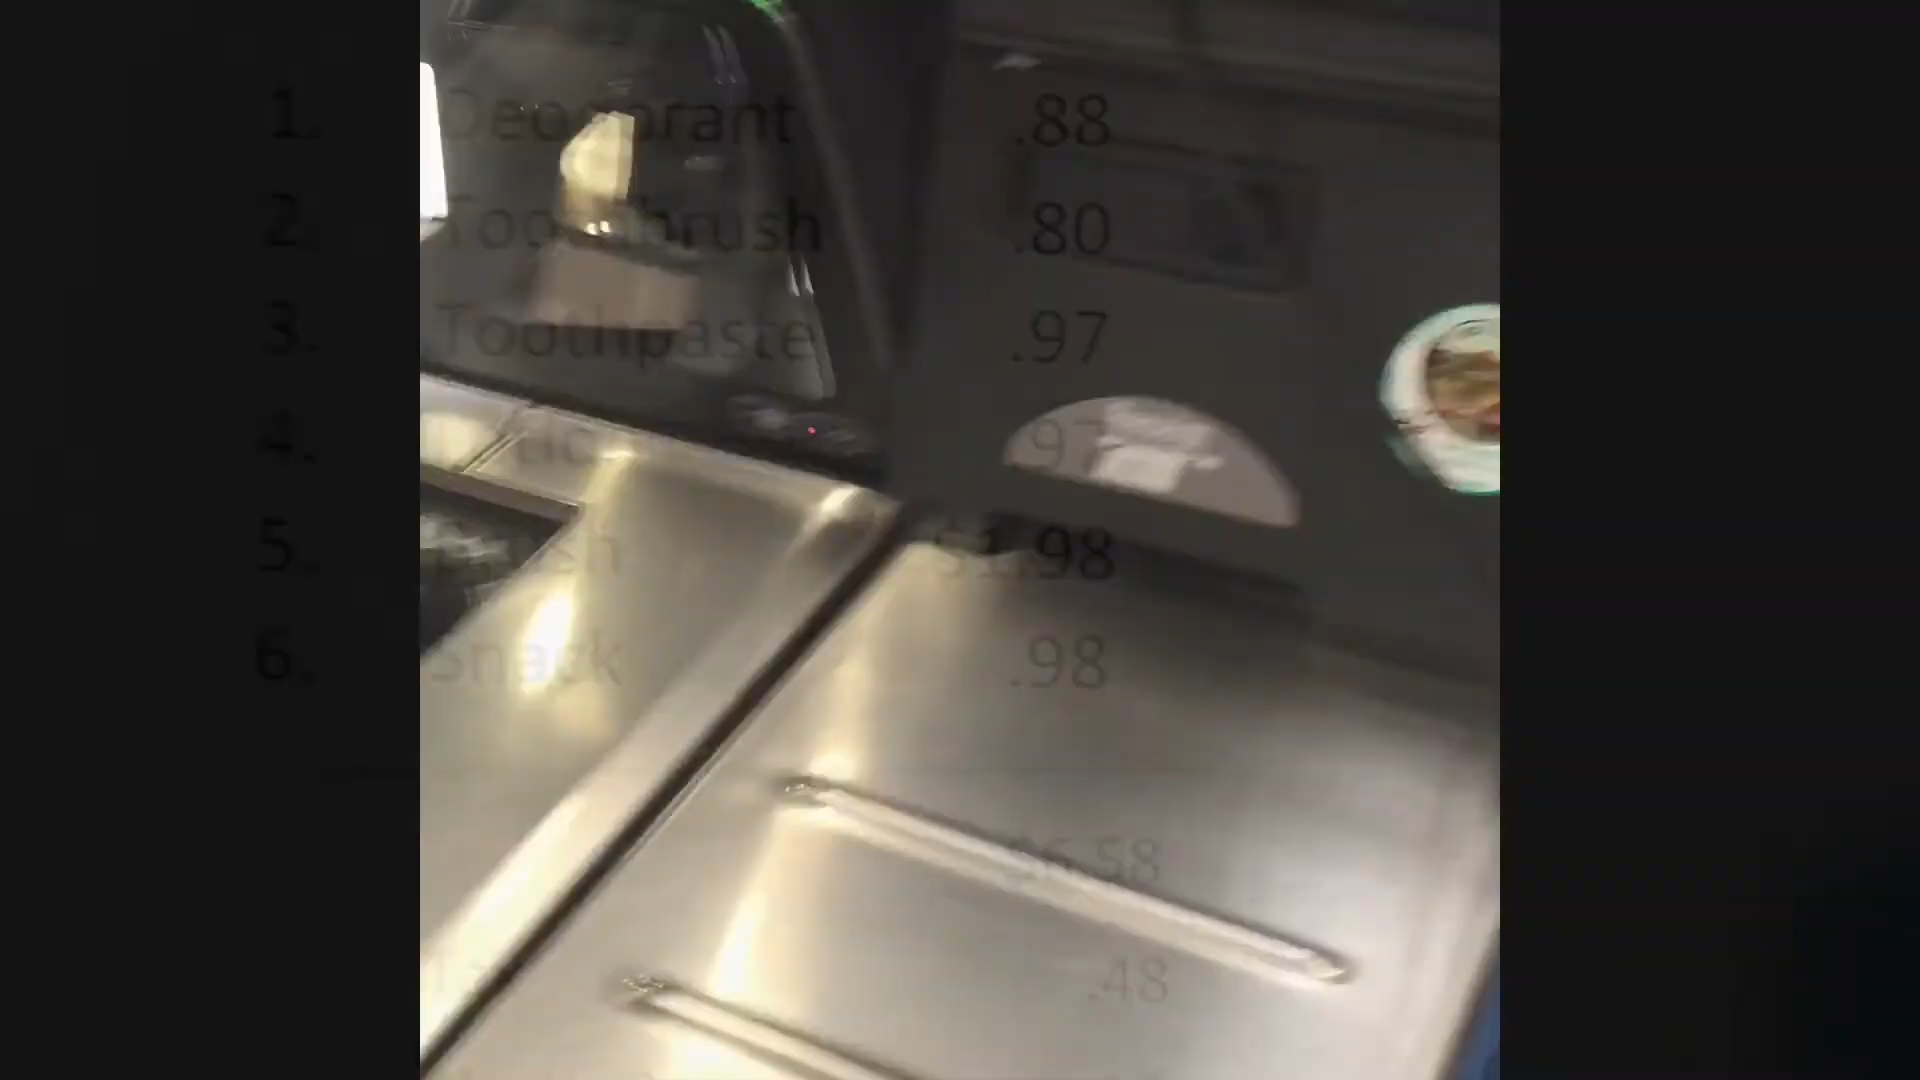 1. Deodorant .88
2. Toothbrush .80
3. Toothpaste .97
4. .97
5. $1.98
6. Snack .98
$6.58
.48